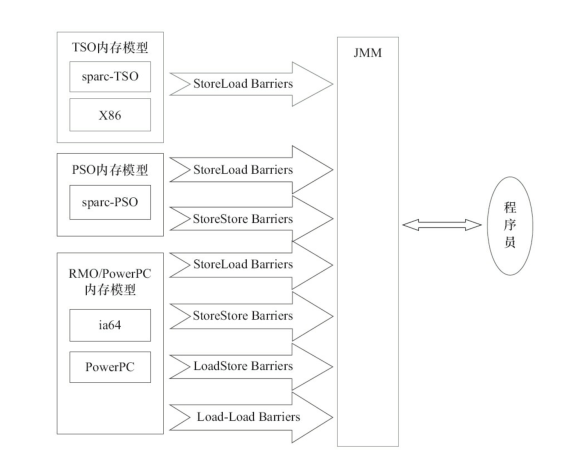 TSO内存模型
sparc-TSO
X86
StoreLoad Barriers
PSO内存模型
sparc-PSO
StoreLoad Barriers
StoreStore Barriers
RMO/PowerPC
内存模型
ia64
PowerPC
StoreLoad Barriers
StoreStore Barriers
LoadStore Barriers
Load-Load Barriers
JMM
程
序
员